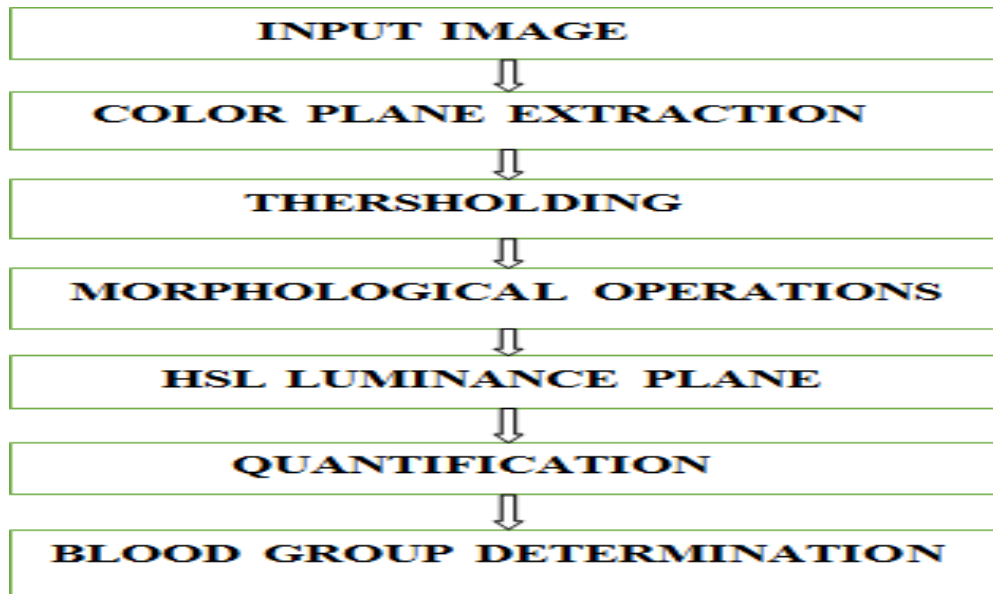 INPUT IMAGE
COLOR PLANE EXTRACTION
THERSHOLDING
MORPHOLOGICAL OPERATIONS
HSL LUMINANCE PLANE
QUANTIFICATION
BLOOD GROUP DETERMINATION